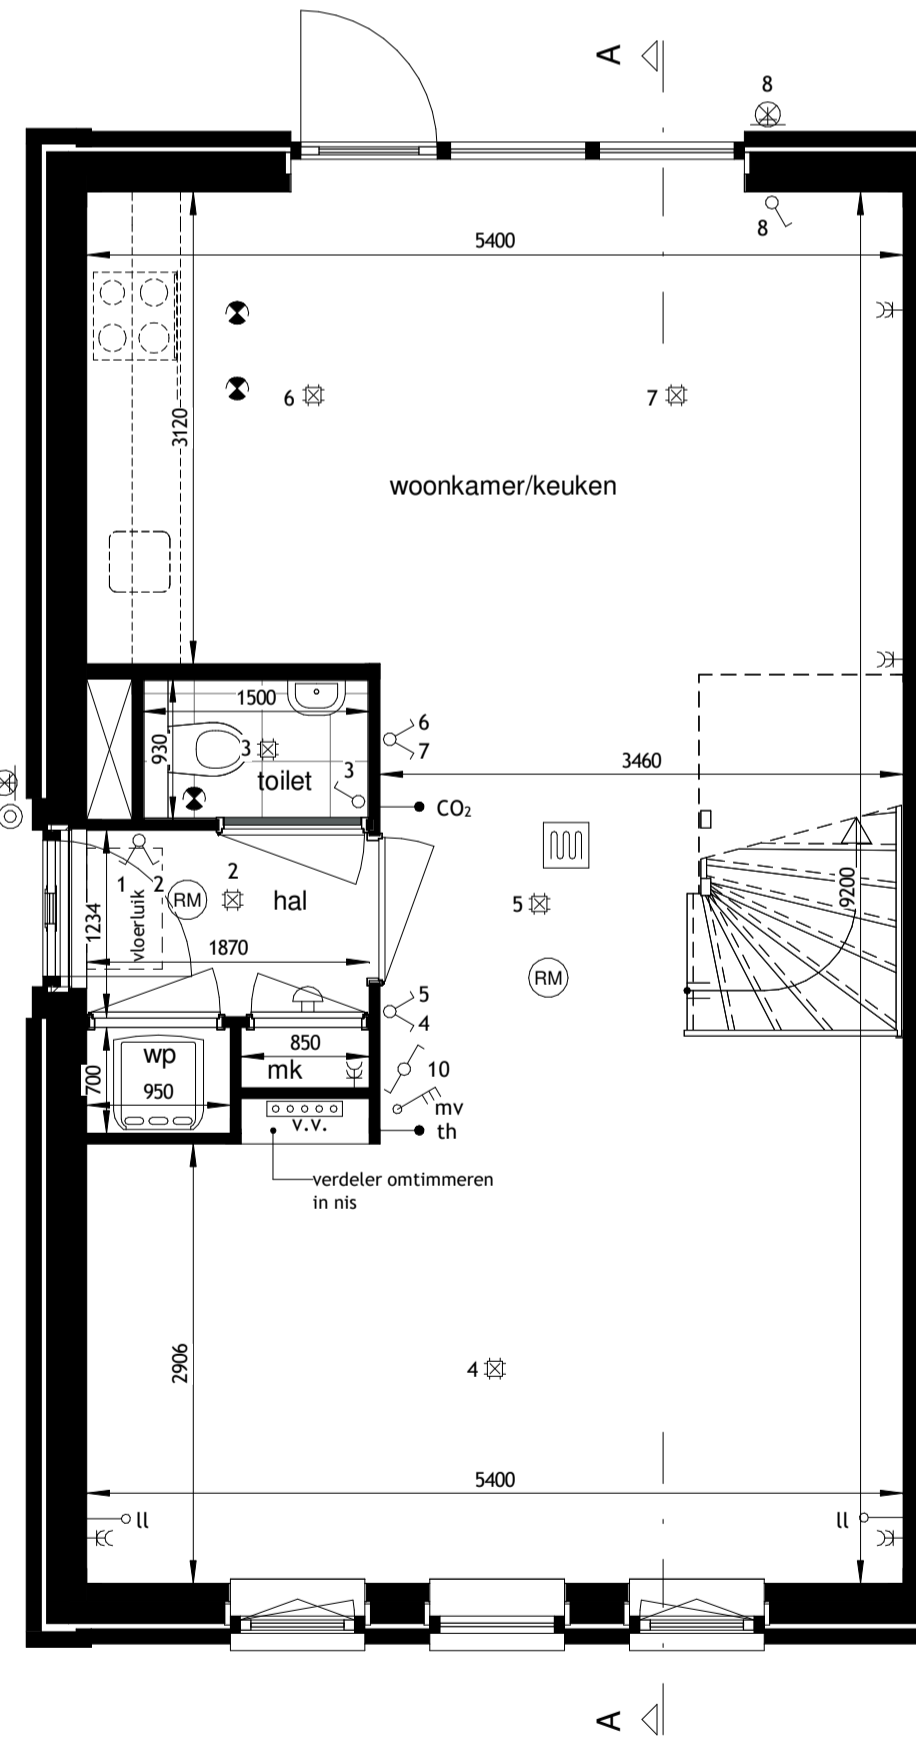 A
8
8
5400
6
7
3120
woonkamer/keuken
1500
930
3
3
toilet
6
7
3460
CO₂
1
2
vloerluik
RM
2
hal
1234
1870
5
9200
RM
5
4
wp
700
950
850
mk
10
mv
th
v.v.
verdeler omtimmeren
in nis
2906
4
5400
ll
ll
A